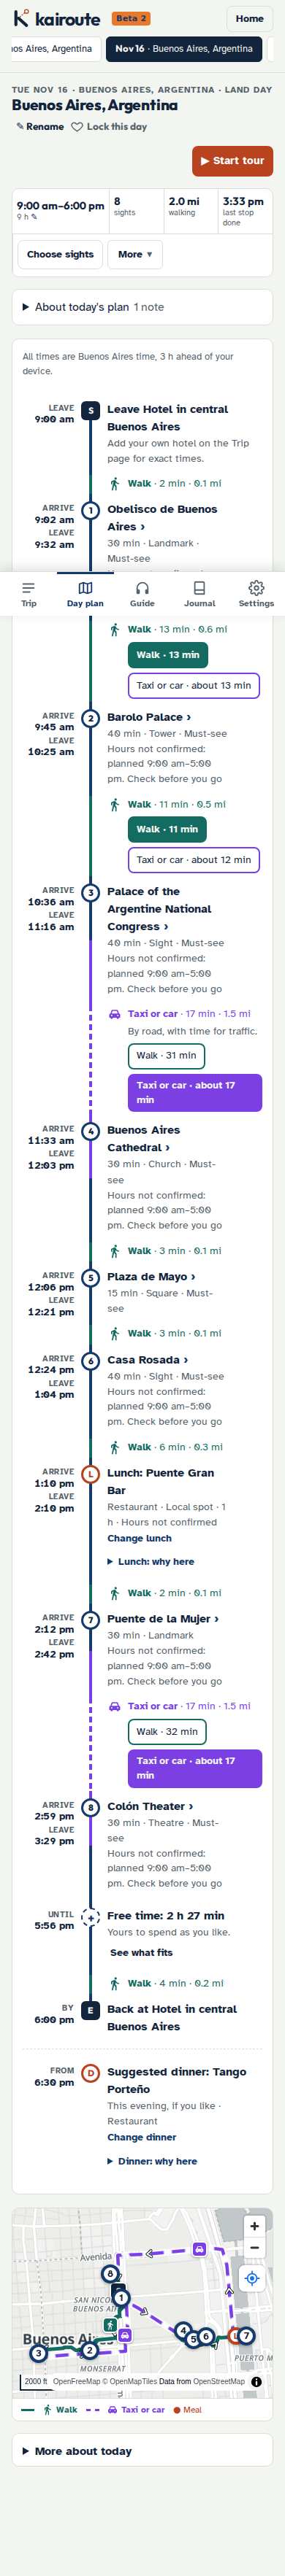 kairoute Beta 2 Home
os Aires, Argentina Nov 16 · Buenos Aires, Argentina
TUE NOV 16 · BUENOS AIRES, ARGENTINA · LAND DAY
Buenos Aires, Argentina
✎ Rename ♡ Lock this day
▶ Start tour
9:00 am–6:00 pm
9 h ✎
8
sights
2.0 mi
walking
3:33 pm
last stop
done
Choose sights More ▾
▶ About today's plan 1 note
All times are Buenos Aires time, 3 h ahead of your
device.
LEAVE
9:00 am
S
Leave Hotel in central
Buenos Aires
Add your own hotel on the Trip
page for exact times.
Walk · 2 min · 0.1 mi
ARRIVE
9:02 am
LEAVE
9:32 am
1
Obelisco de Buenos
Aires ›
30 min · Landmark ·
Must-see
Trip Day plan Guide Journal Settings
Walk · 13 min · 0.6 mi
Walk · 13 min
Taxi or car · about 13 min
ARRIVE
9:45 am
LEAVE
10:25 am
2
Barolo Palace ›
40 min · Tower · Must-see
Hours not confirmed:
planned 9:00 am–5:00
pm. Check before you go
Walk · 11 min · 0.5 mi
Walk · 11 min
Taxi or car · about 12 min
ARRIVE
10:36 am
LEAVE
11:16 am
3
Palace of the
Argentine National
Congress ›
40 min · Sight · Must-see
Hours not confirmed:
planned 9:00 am–5:00
pm. Check before you go
Taxi or car · 17 min · 1.5 mi
By road, with time for traffic.
Walk · 31 min
Taxi or car · about 17
min
ARRIVE
11:33 am
LEAVE
12:03 pm
4
Buenos Aires
Cathedral ›
30 min · Church · Must-
see
Hours not confirmed:
planned 9:00 am–5:00
pm. Check before you go
Walk · 3 min · 0.1 mi
ARRIVE
12:06 pm
LEAVE
12:21 pm
5
Plaza de Mayo ›
15 min · Square · Must-
see
Walk · 3 min · 0.1 mi
ARRIVE
12:24 pm
LEAVE
1:04 pm
6
Casa Rosada ›
40 min · Sight · Must-see
Hours not confirmed:
planned 9:00 am–5:00
pm. Check before you go
Walk · 6 min · 0.3 mi
ARRIVE
1:10 pm
LEAVE
2:10 pm
L
Lunch: Puente Gran
Bar
Restaurant · Local spot · 1
h · Hours not confirmed
Change lunch
▶ Lunch: why here
Walk · 2 min · 0.1 mi
ARRIVE
2:12 pm
LEAVE
2:42 pm
7
Puente de la Mujer ›
30 min · Landmark
Hours not confirmed:
planned 9:00 am–5:00
pm. Check before you go
Taxi or car · 17 min · 1.5 mi
Walk · 32 min
Taxi or car · about 17
min
ARRIVE
2:59 pm
LEAVE
3:29 pm
8
Colón Theater ›
30 min · Theatre · Must-
see
Hours not confirmed:
planned 9:00 am–5:00
pm. Check before you go
UNTIL
5:56 pm
+
Free time: 2 h 27 min
Yours to spend as you like.
See what fits
Walk · 4 min · 0.2 mi
BY
6:00 pm
E
Back at Hotel in central
Buenos Aires
FROM
6:30 pm
D
Suggested dinner: Tango
Porteño
This evening, if you like ·
Restaurant
Change dinner
▶ Dinner: why here
+
−
Avenida
8
SAN NICO
BUENOS AI
1
4 5 6 L 7
Buenos Ai es
3 2
PUERTO M
MONSERRAT
2000 ft OpenFreeMap © OpenMapTiles Data from OpenStreetMap
Walk Taxi or car Meal
▶ More about today